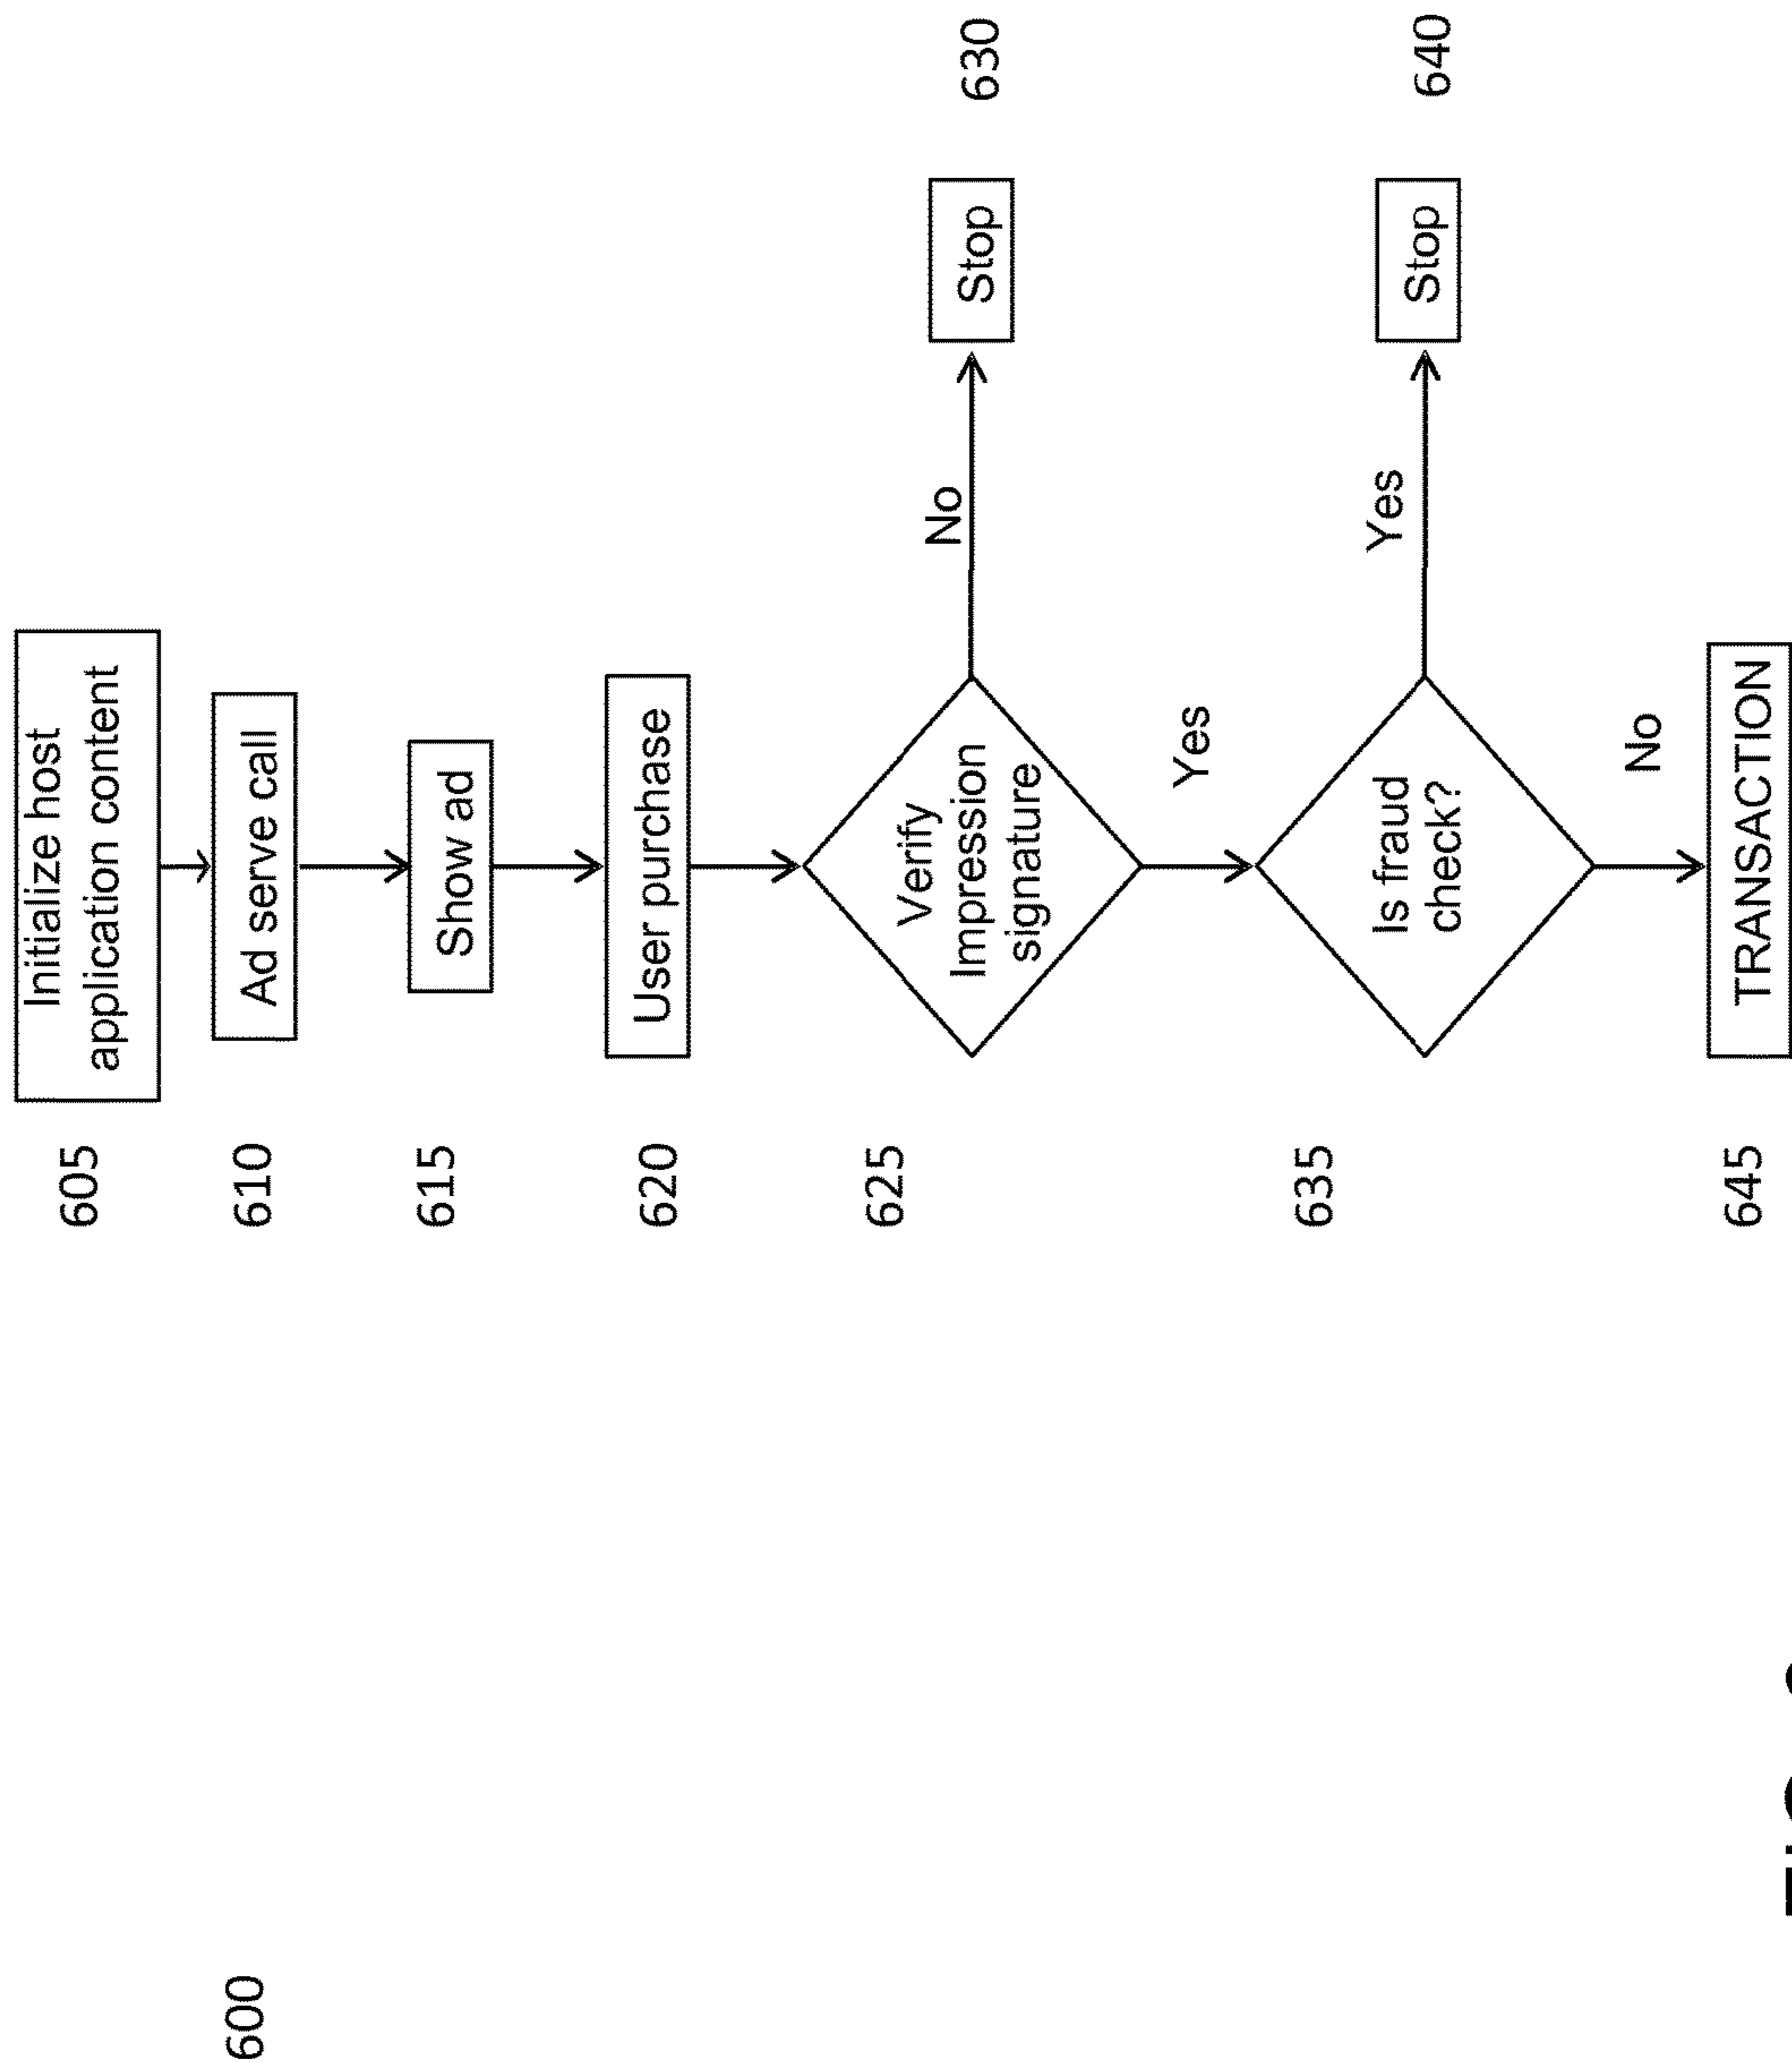 600
605
Initialize host
application content
610
Ad serve call
615
Show ad
620
User purchase
625
Verify
Impression
signature
No
Stop
630
Yes
635
Is fraud
check?
Yes
Stop
640
No
645
TRANSACTION